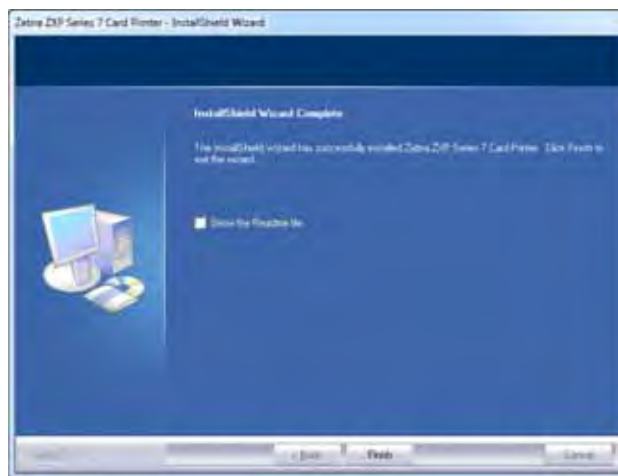 Zebra ZXP Series 7 Card Printer - InstallShield Wizard
InstallShield Wizard Complete
The InstallShield wizard has successfully installed Zebra ZXP Series 7 Card Printer. Click Finish to
exit the wizard.
Show the Readme file.
< Back Finish Cancel